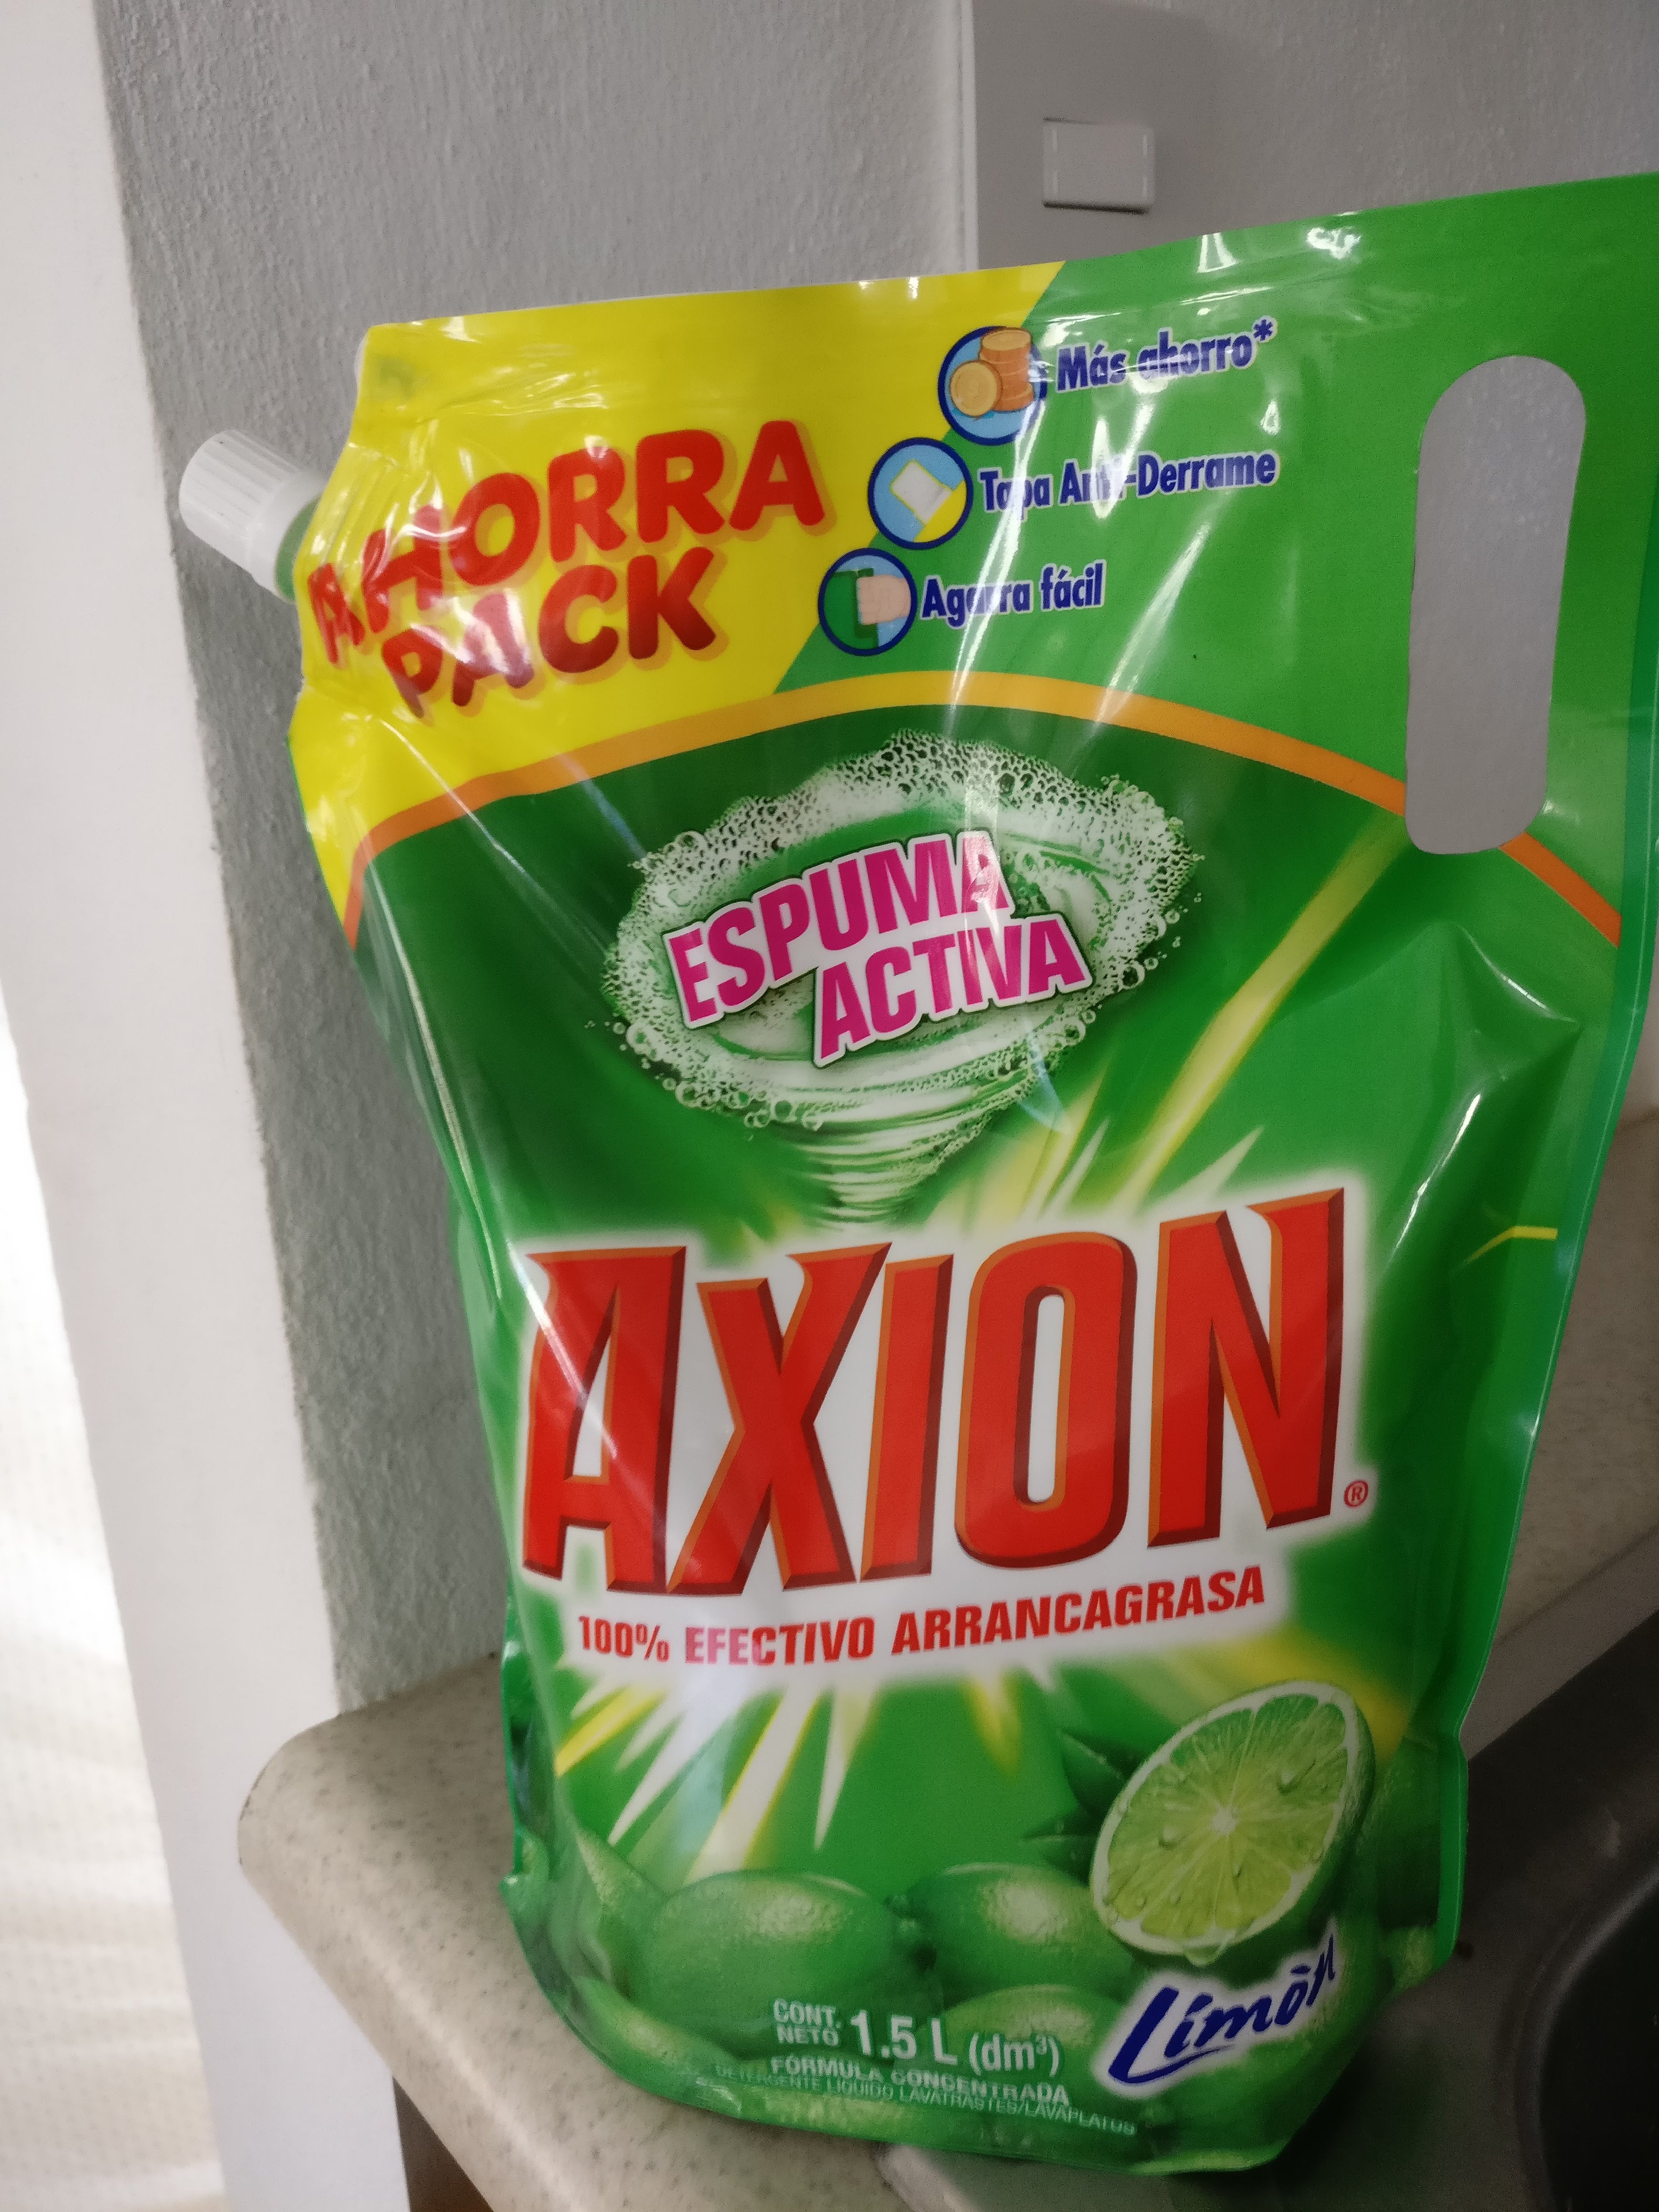 AHORRA
PACK
Más ahorro*
Tapa Anti-Derrame
Agarra fácil
ESPUMA
ACTIVA
AXION®
100% EFECTIVO ARRANCAGRASA
Limón
CONT.
NETO 1.5 L (dm³)
FÓRMULA CONCENTRADA
DETERGENTE LÍQUIDO LAVATRASTES/LAVAPLATOS